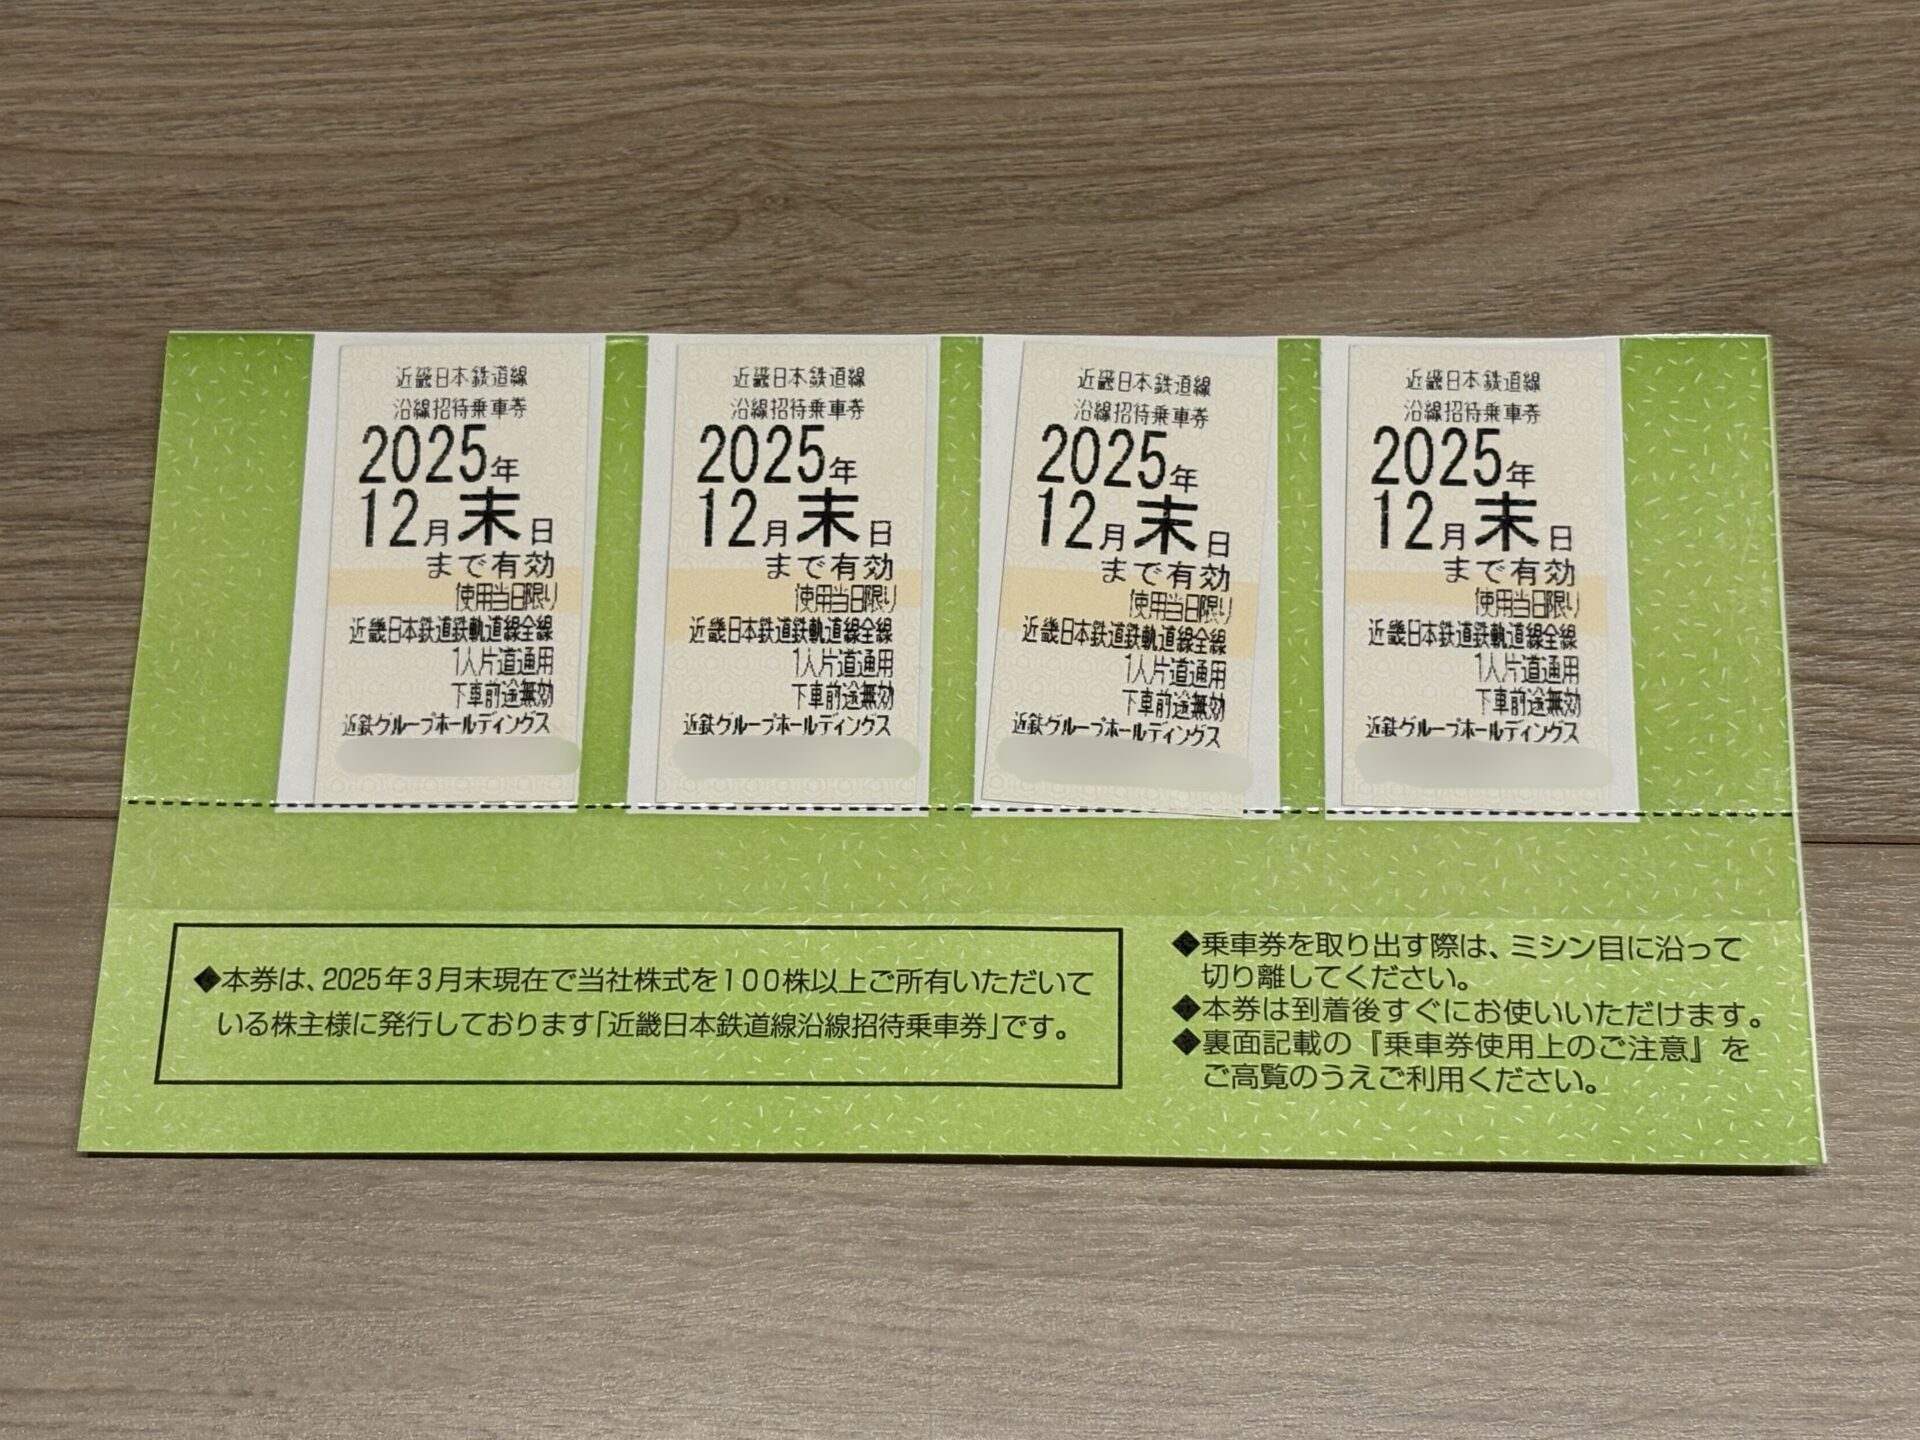 近畿日本鉄道線
沿線招待乗車券
2025年
12月末日
まで有効
使用当日限り
近畿日本鉄道鉄軌道線全線
1人片道通用
下車前途無効
近鉄グループホールディングス
近畿日本鉄道線
沿線招待乗車券
2025年
12月末日
まで有効
使用当日限り
近畿日本鉄道鉄軌道線全線
1人片道通用
下車前途無効
近鉄グループホールディングス
近畿日本鉄道線
沿線招待乗車券
2025年
12月末日
まで有効
使用当日限り
近畿日本鉄道鉄軌道線全線
1人片道通用
下車前途無効
近鉄グループホールディングス
近畿日本鉄道線
沿線招待乗車券
2025年
12月末日
まで有効
使用当日限り
近畿日本鉄道鉄軌道線全線
1人片道通用
下車前途無効
近鉄グループホールディングス
◆本券は、2025年3月末現在で当社株式を100株以上ご所有いただいて
いる株主様に発行しております「近畿日本鉄道線沿線招待乗車券」です。
◆乗車券を取り出す際は、ミシン目に沿って
切り離してください。
◆本券は到着後すぐにお使いいただけます。
◆裏面記載の『乗車券使用上のご注意』を
ご高覧のうえご利用ください。